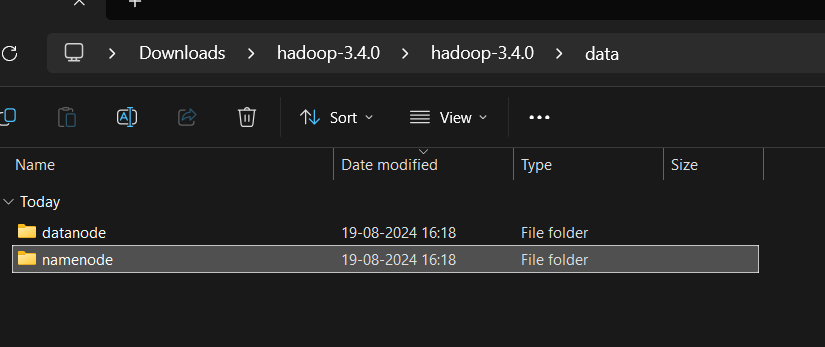 Downloads > hadoop-3.4.0 > hadoop-3.4.0 > data
Sort View
Name Date modified Type Size
Today
datanode 19-08-2024 16:18 File folder
namenode 19-08-2024 16:18 File folder